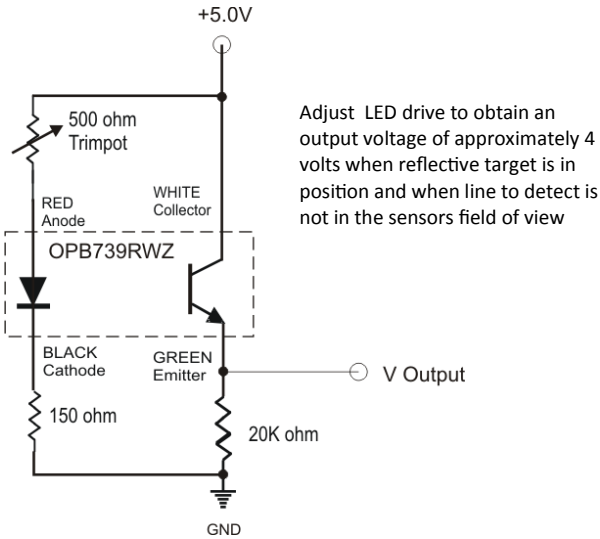 +5.0V
500 ohm
Trimpot
Adjust LED drive to obtain an
output voltage of approximately 4
volts when reflective target is in
position and when line to detect is
not in the sensors field of view
RED
Anode
WHITE
Collector
OPB739RWZ
BLACK
Cathode
GREEN
Emitter
V Output
150 ohm
20K ohm
GND